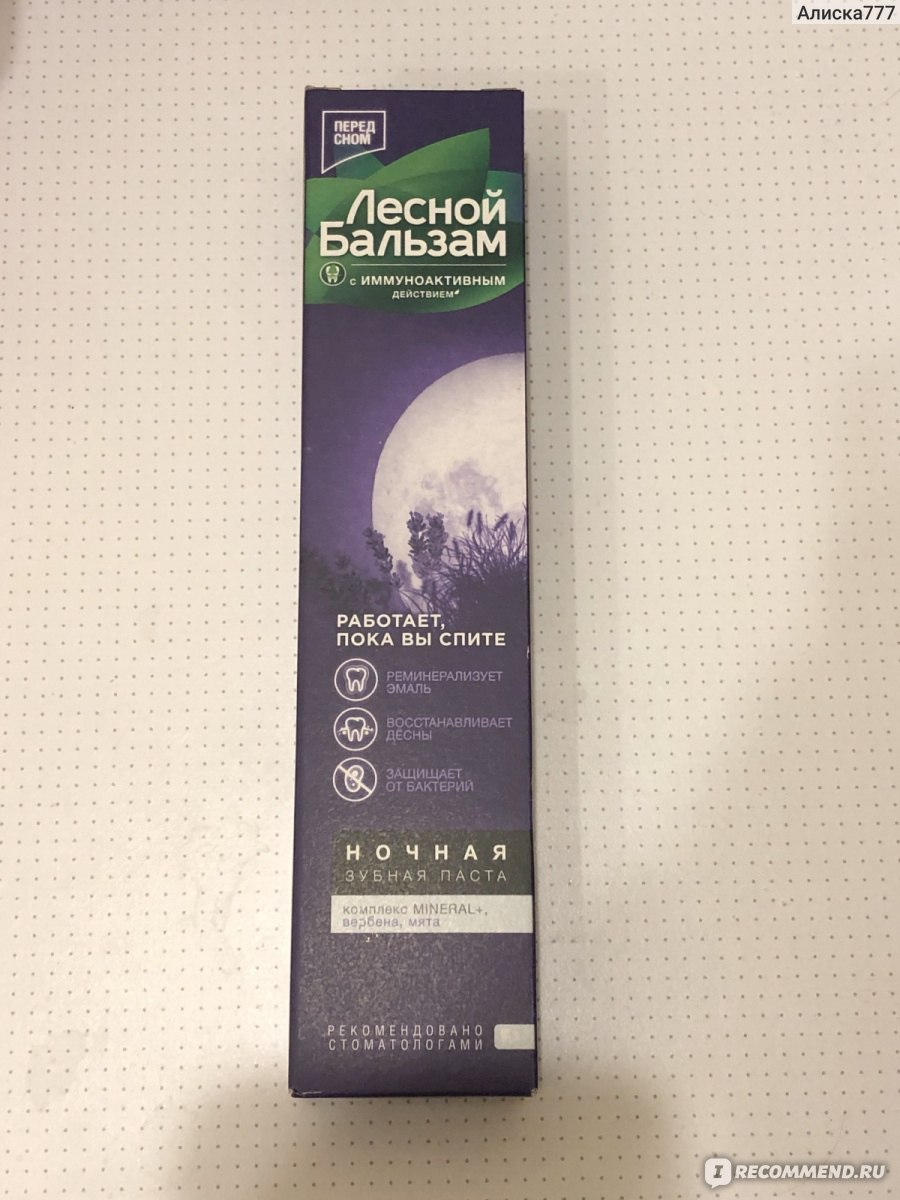 Алиска777
ПЕРЕД
СНОМ
Лесной
Бальзам
с ИММУНОАКТИВНЫМ
ДЕЙСТВИЕМ
РАБОТАЕТ,
ПОКА ВЫ СПИТЕ
РЕМИНЕРАЛИЗУЕТ
ЭМАЛЬ
ВОССТАНАВЛИВАЕТ
ДЁСНЫ
ЗАЩИЩАЕТ
ОТ БАКТЕРИЙ
НОЧНАЯ
ЗУБНАЯ ПАСТА
комплекс MINERAL+,
вербена, мята
РЕКОМЕНДОВАНО
СТОМАТОЛОГАМИ
IRECOMMEND.RU